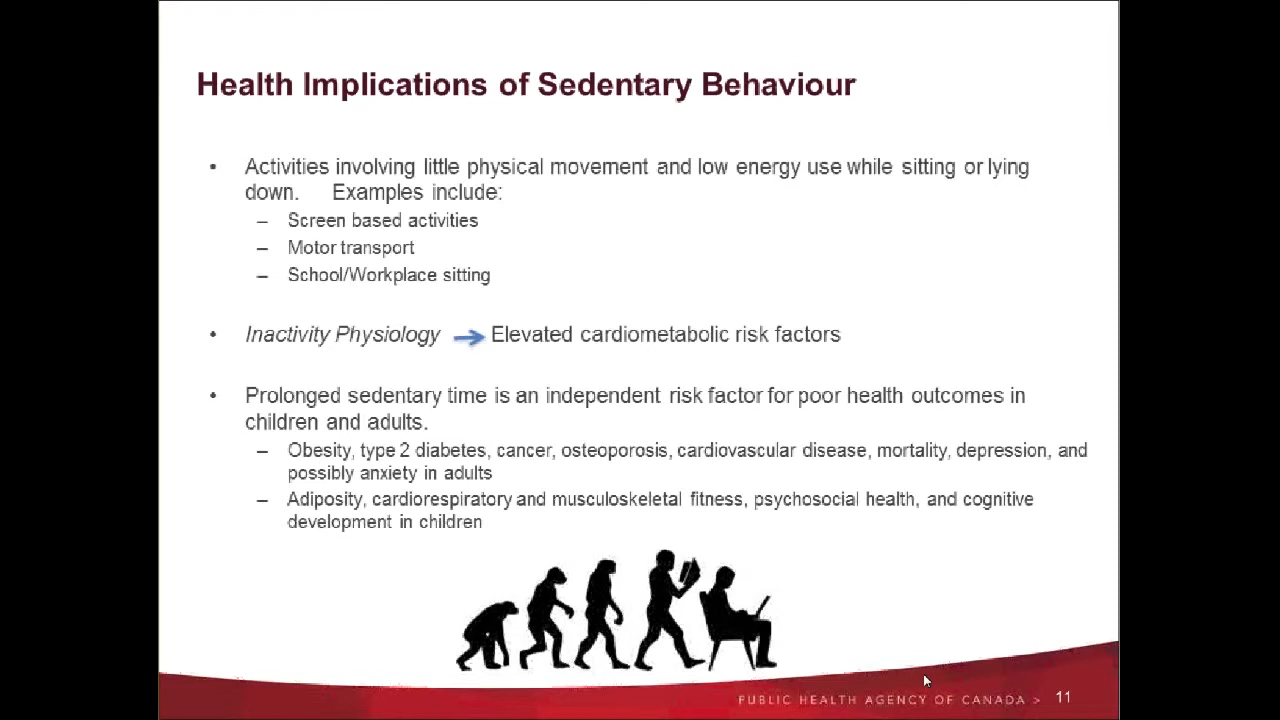 Health Implications of Sedentary Behaviour
• Activities involving little physical movement and low energy use while sitting or lying
down. Examples include:
– Screen based activities
– Motor transport
– School/Workplace sitting
• Inactivity Physiology → Elevated cardiometabolic risk factors
• Prolonged sedentary time is an independent risk factor for poor health outcomes in
children and adults.
– Obesity, type 2 diabetes, cancer, osteoporosis, cardiovascular disease, mortality, depression, and
possibly anxiety in adults
– Adiposity, cardiorespiratory and musculoskeletal fitness, psychosocial health, and cognitive
development in children
PUBLIC HEALTH AGENCY OF CANADA > 11